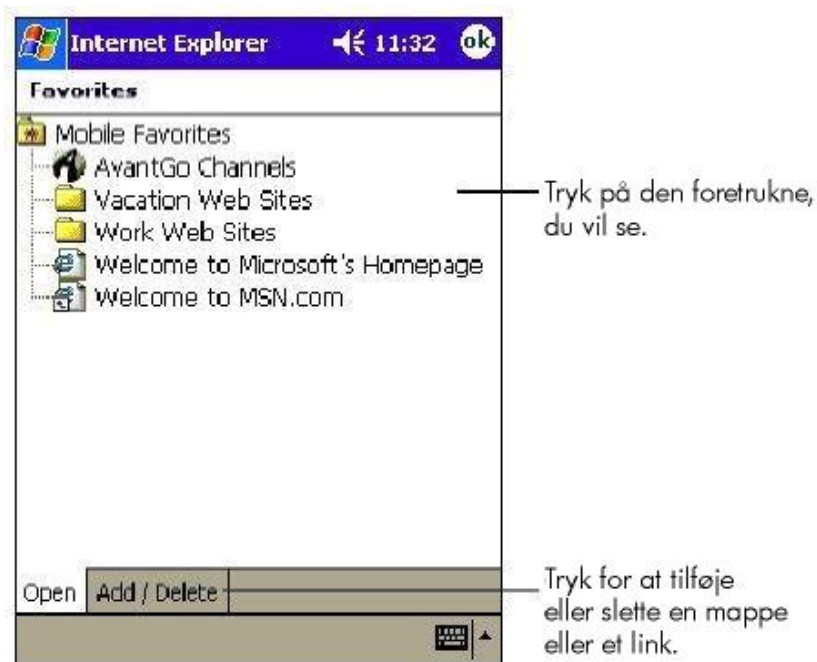 Internet Explorer 11:32 ok
Favorites
Mobile Favorites
AvantGo Channels
Vacation Web Sites
Work Web Sites
Welcome to Microsoft's Homepage
Welcome to MSN.com
Tryk på den foretrukne,
du vil se.
Open Add / Delete
Tryk for at tilføje
eller slette en mappe
eller et link.